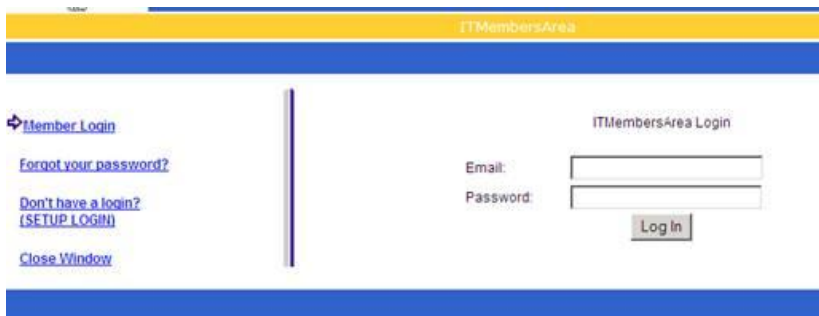 ITMembersArea
Member Login
Forgot your password?
Don't have a login?
(SETUP LOGIN)
Close Window
ITMembersArea Login
Email:
Password:
Log In